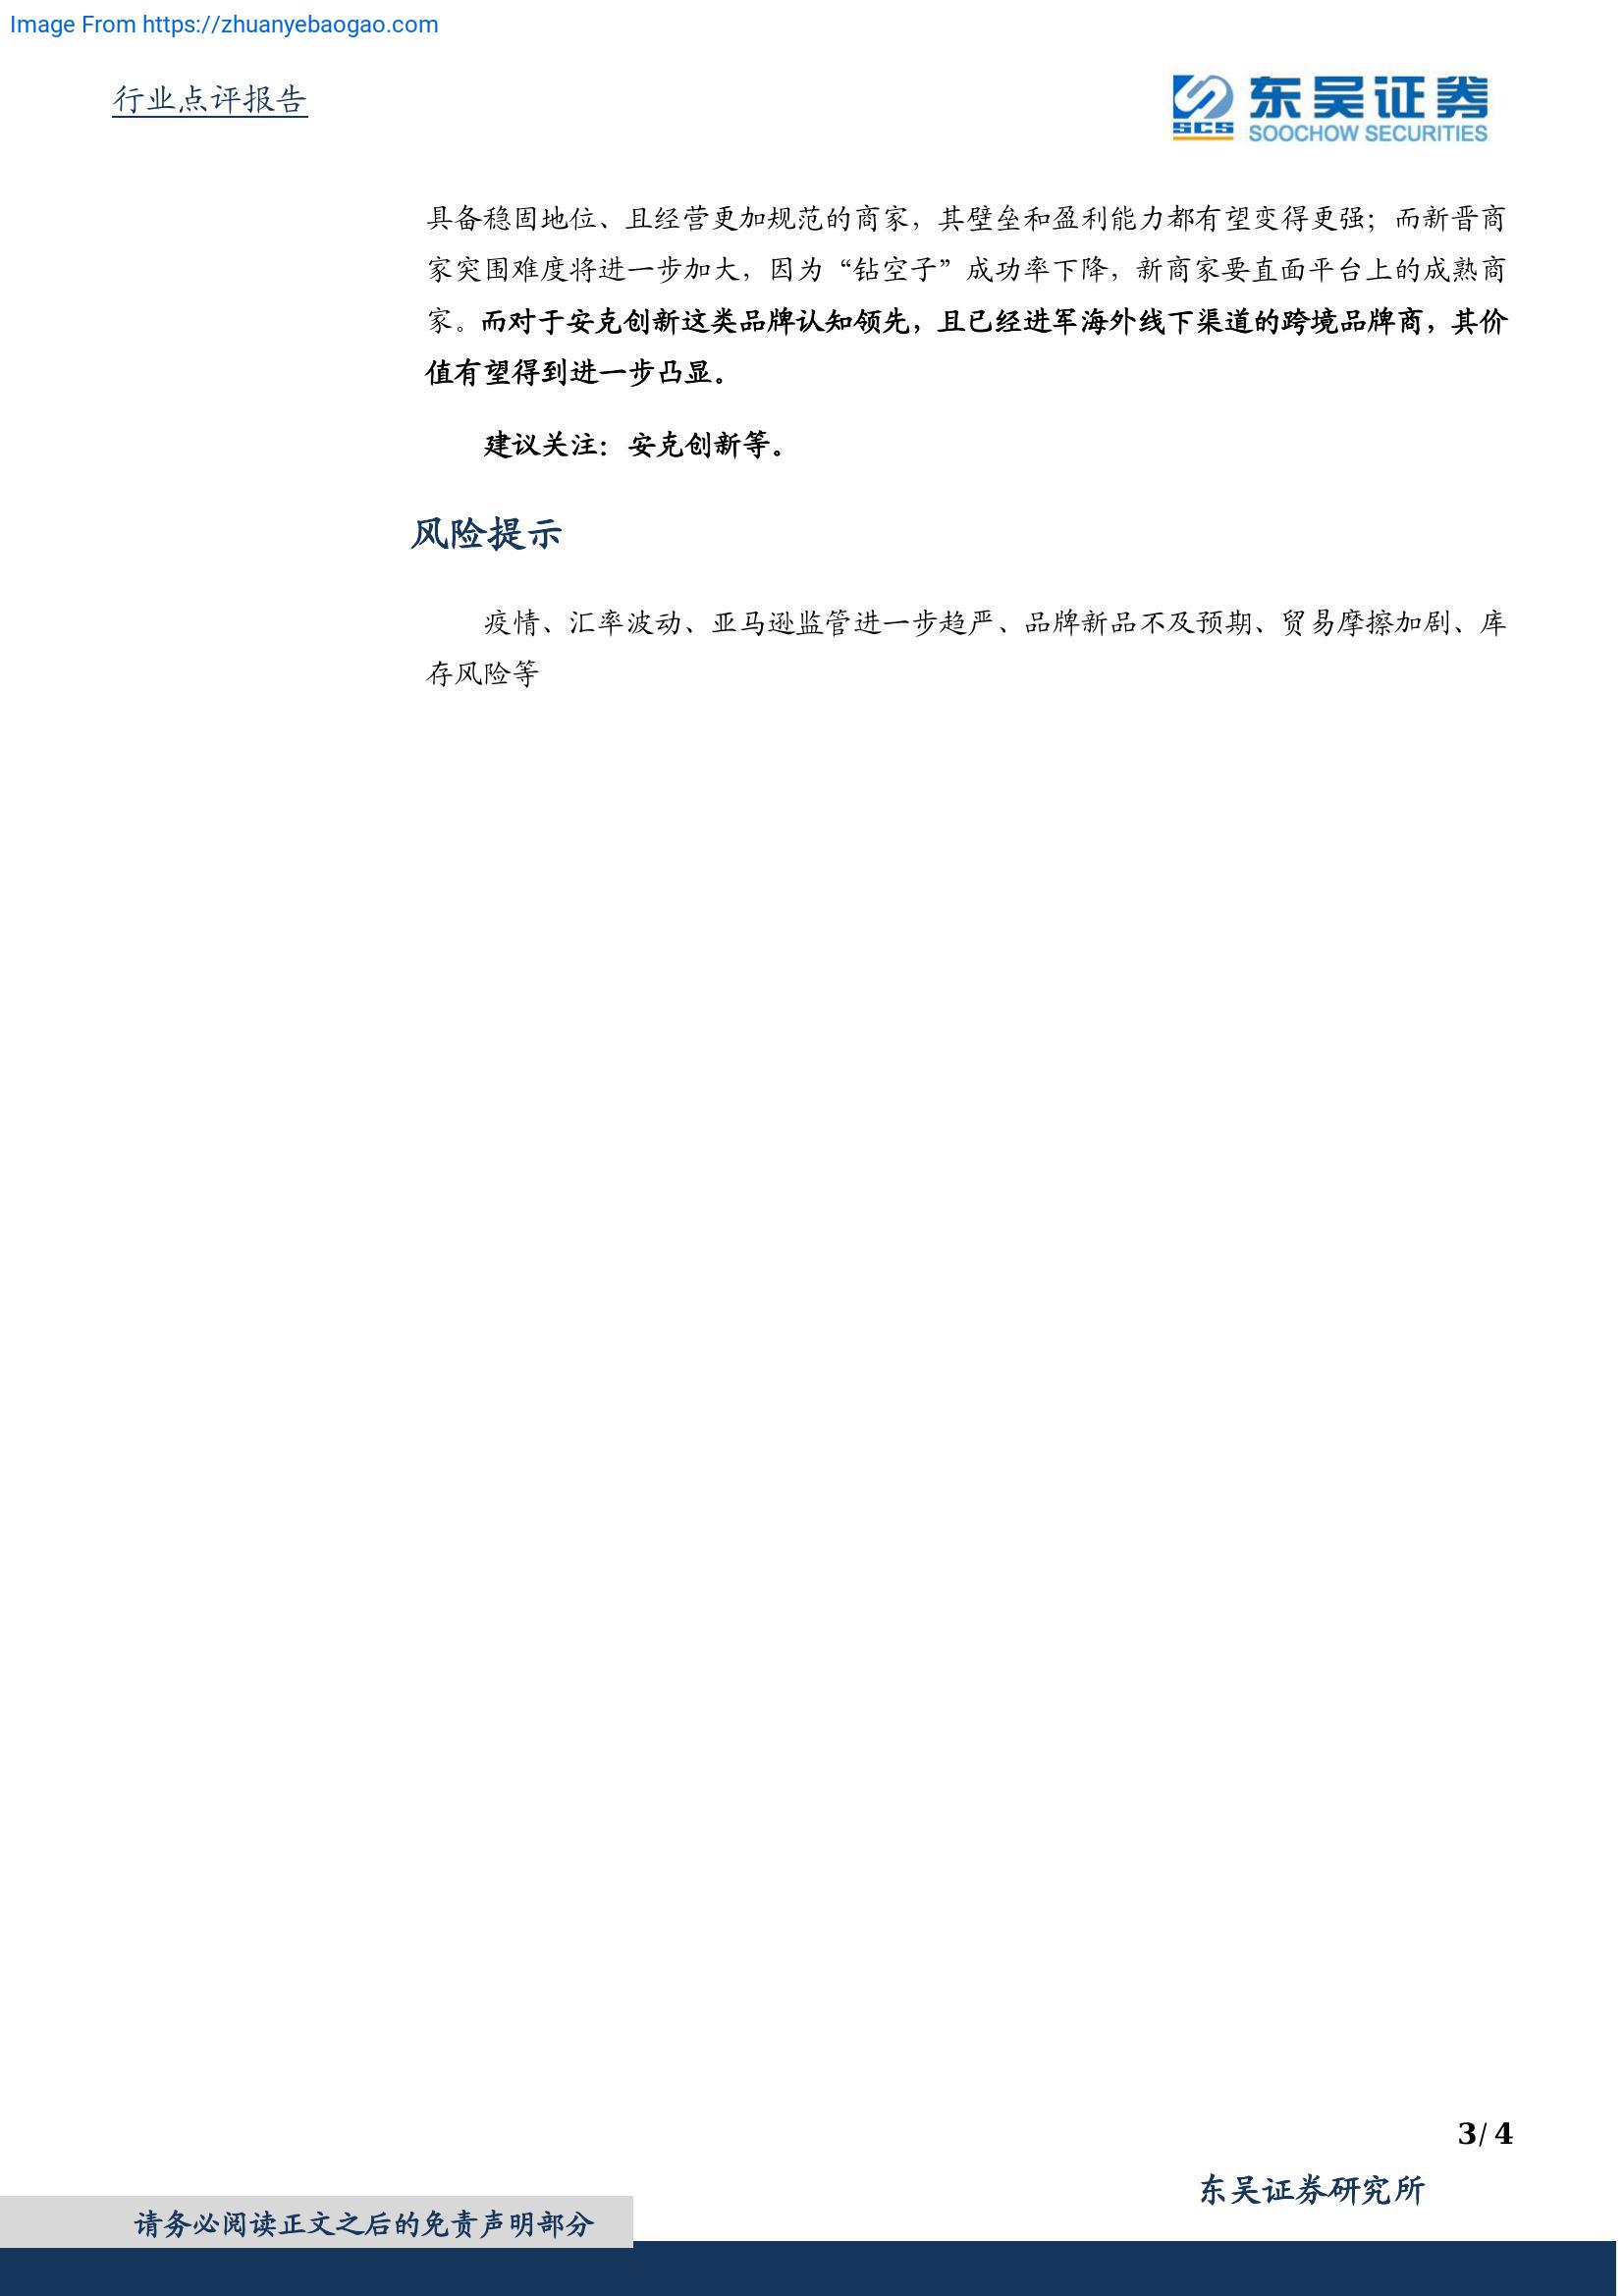 Image From https://zhuanyebaogao.com
行业点评报告
东吴证券
SCS
SOOCHOW SECURITIES
具备稳固地位、且经营更加规范的商家，其壁垒和盈利能力都有望变得更强；而新晋商
家突围难度将进一步加大，因为“钻空子”成功率下降，新商家要直面平台上的成熟商
家。而对于安克创新这类品牌认知领先，且已经进军海外线下渠道的跨境品牌商，其价
值有望得到进一步凸显。
建议关注：安克创新等。
风险提示
疫情、汇率波动、亚马逊监管进一步趋严、品牌新品不及预期、贸易摩擦加剧、库
存风险等
3/ 4
东吴证券研究所
请务必阅读正文之后的免责声明部分